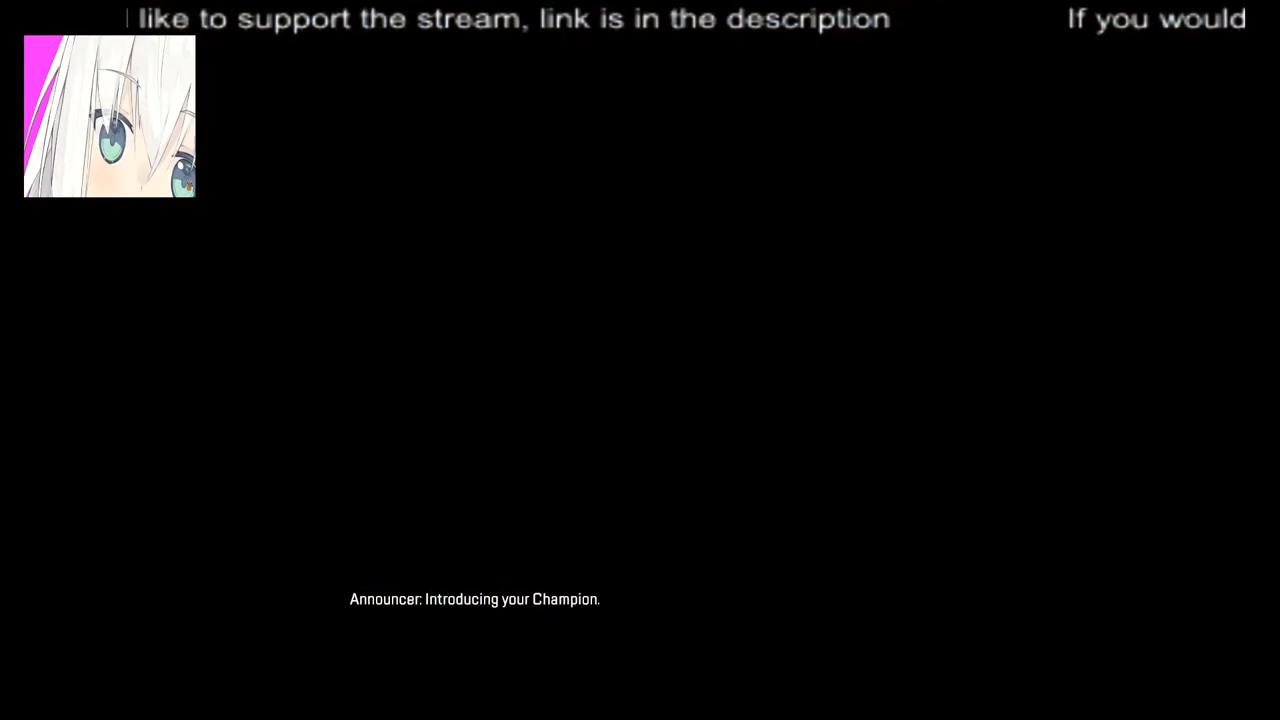 like to support the stream, link is in the description If you would
Announcer: Introducing your Champion.